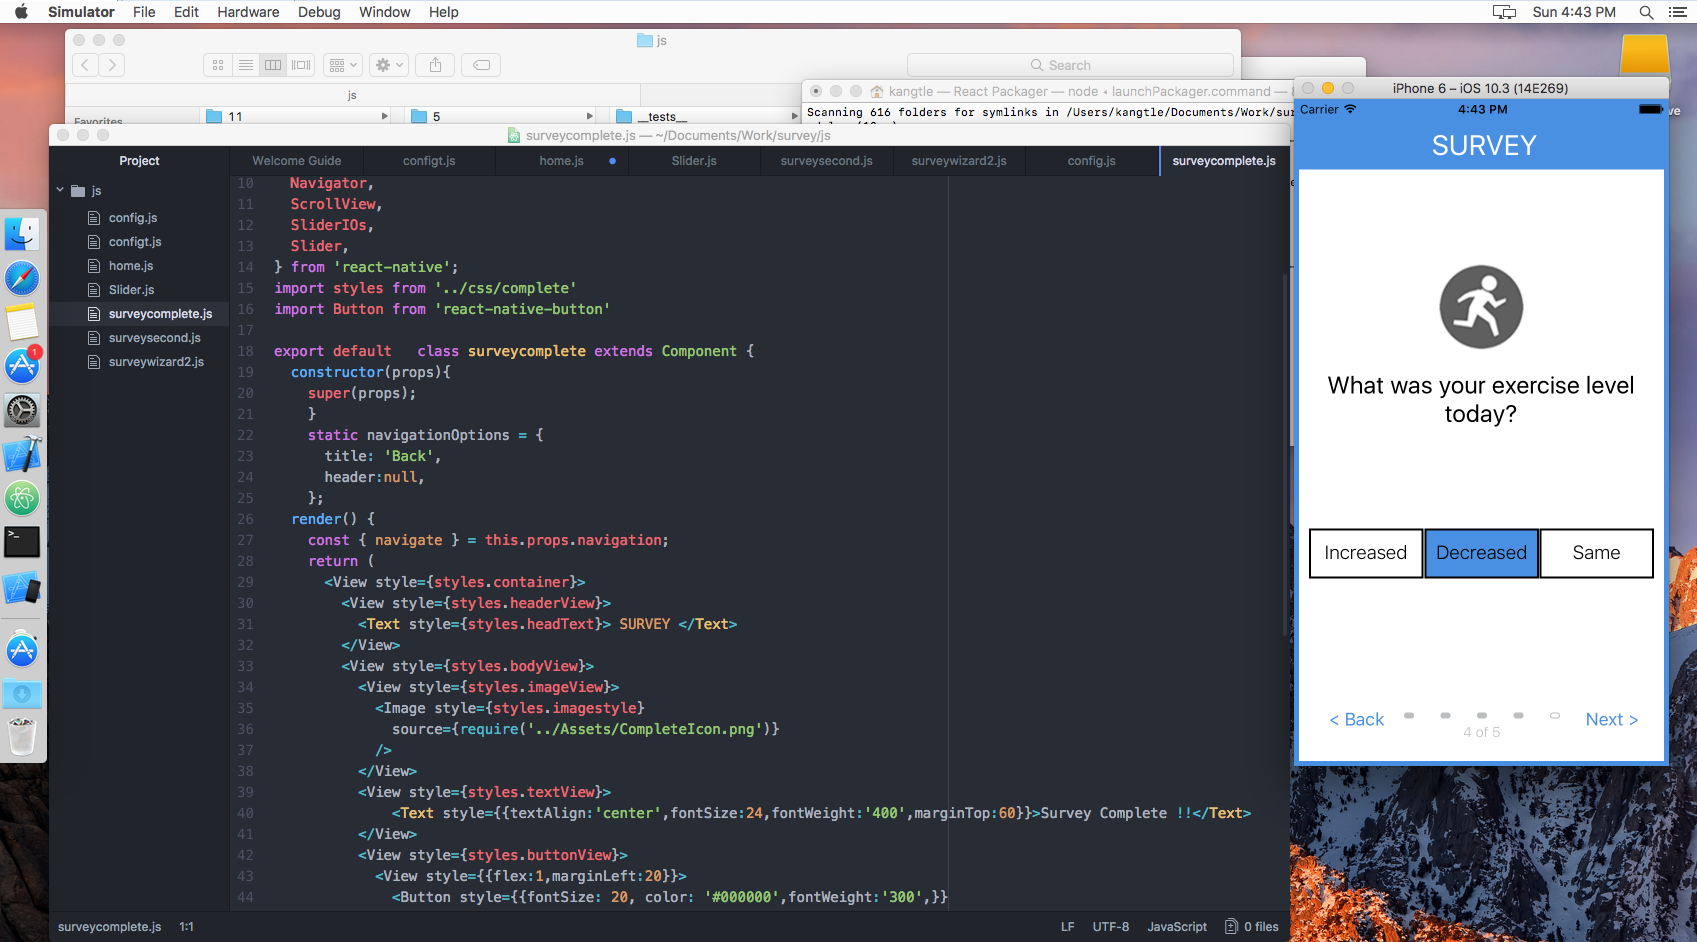 Simulator File Edit Hardware Debug Window Help
Sun 4:43 PM
js
Search
js
Favorites
11
5
__tests__
kangtle — React Packager — node ◂ launchPackager.command —
Scanning 616 folders for symlinks in /Users/kangtle/Documents/Work/sur
surveycomplete.js — ~/Documents/Work/survey/js
Project
Welcome Guide
configt.js
home.js
Slider.js
surveysecond.js
surveywizard2.js
config.js
surveycomplete.js
js
config.js
configt.js
home.js
Slider.js
surveycomplete.js
surveysecond.js
surveywizard2.js
1
10 Navigator,
11 ScrollView,
12 SliderIOs,
13 Slider,
14 } from 'react-native';
15 import styles from '../css/complete'
16 import Button from 'react-native-button'
17
18 export default   class surveycomplete extends Component {
19 constructor(props){
20 super(props);
21 }
22 static navigationOptions = {
23 title: 'Back',
24 header:null,
25 };
26 render() {
27 const { navigate } = this.props.navigation;
28 return (
29 <View style={styles.container}>
30 <View style={styles.headerView}>
31 <Text style={styles.headText}> SURVEY </Text>
32 </View>
33 <View style={styles.bodyView}>
34 <View style={styles.imageView}>
35 <Image style={styles.imagestyle}
36 source={require('../Assets/CompleteIcon.png')}
37 />
38 </View>
39 <View style={styles.textView}>
40 <Text style={{textAlign:'center',fontSize:24,fontWeight:'400',marginTop:60}}>Survey Complete !!</Text>
41 </View>
42 <View style={styles.buttonView}>
43 <View style={{flex:1,marginLeft:20}}>
44 <Button style={{fontSize: 20, color: '#000000',fontWeight:'300',}}
surveycomplete.js 1:1
LF UTF-8 JavaScript 0 files
iPhone 6 – iOS 10.3 (14E269)
Carrier 4:43 PM
SURVEY
What was your exercise level
today?
Increased Decreased Same
< Back
4 of 5
Next >